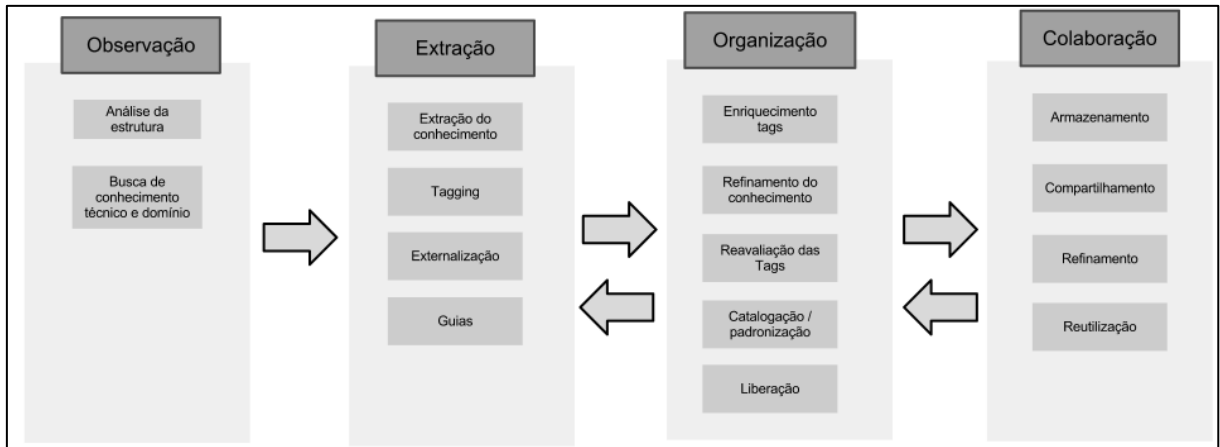 Observação
Análise da
estrutura
Busca de
conhecimento
técnico e domínio
Extração
Extração do
conhecimento
Tagging
Externalização
Guias
Organização
Enriquecimento
tags
Refinamento do
conhecimento
Reavaliação das
Tags
Catalogação /
padronização
Liberação
Colaboração
Armazenamento
Compartilhamento
Refinamento
Reutilização